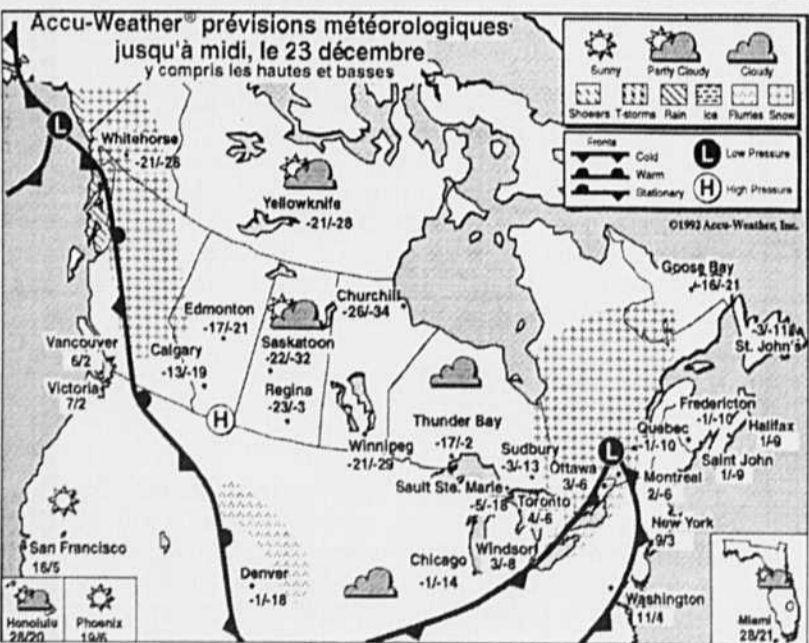 Accu-Weather® prévisions météorologiques
jusqu'à midi, le 23 décembre
y compris les hautes et basses
Sunny
Partly Cloudy
Cloudy
Showers
T-storms
Rain
Ice
Flurries
Snow
Fronts
Cold
Warm
Stationary
L
Low Pressure
H
High Pressure
©1992 Accu-Weather, Inc.
L
Whitehorse
-21/-26
Yellowknife
-21/-28
Goose Bay
-16/-21
Churchill
-26/-34
Edmonton
-17/-21
Saskatoon
-22/-32
-3/-11
St. John's
Vancouver
6/2
Calgary
-13/-19
Victoria
7/2
Regina
-23/-3
H
Thunder Bay
-17/-2
Fredericton
-1/-10
Quebec
-1/-10
Halifax
1/-9
Winnipeg
-21/-29
Sudbury
-3/-13
L
Saint John
1/-9
Ottawa
3/-6
Sault Ste. Marie
-5/-18
Montreal
2/-6
Toronto
4/-6
New York
9/3
San Francisco
16/5
Windsor
3/-8
Chicago
-1/-14
Denver
-1/-18
Washington
11/4
Honolulu
28/20
Phoenix
19/6
Miami
28/21